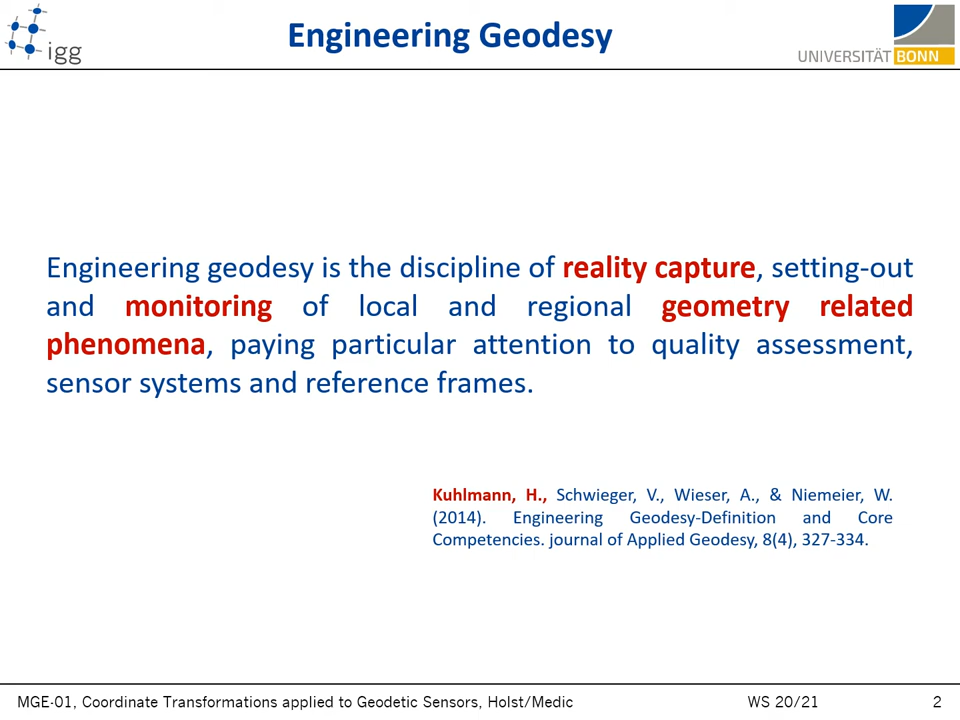 Engineering Geodesy
igg
UNIVERSITÄT BONN
Engineering geodesy is the discipline of reality capture, setting-out
and monitoring of local and regional geometry related
phenomena, paying particular attention to quality assessment,
sensor systems and reference frames.
Kuhlmann, H., Schwieger, V., Wieser, A., & Niemeier, W.
(2014). Engineering Geodesy-Definition and Core
Competencies. journal of Applied Geodesy, 8(4), 327-334.
MGE-01, Coordinate Transformations applied to Geodetic Sensors, Holst/Medic WS 20/21 2